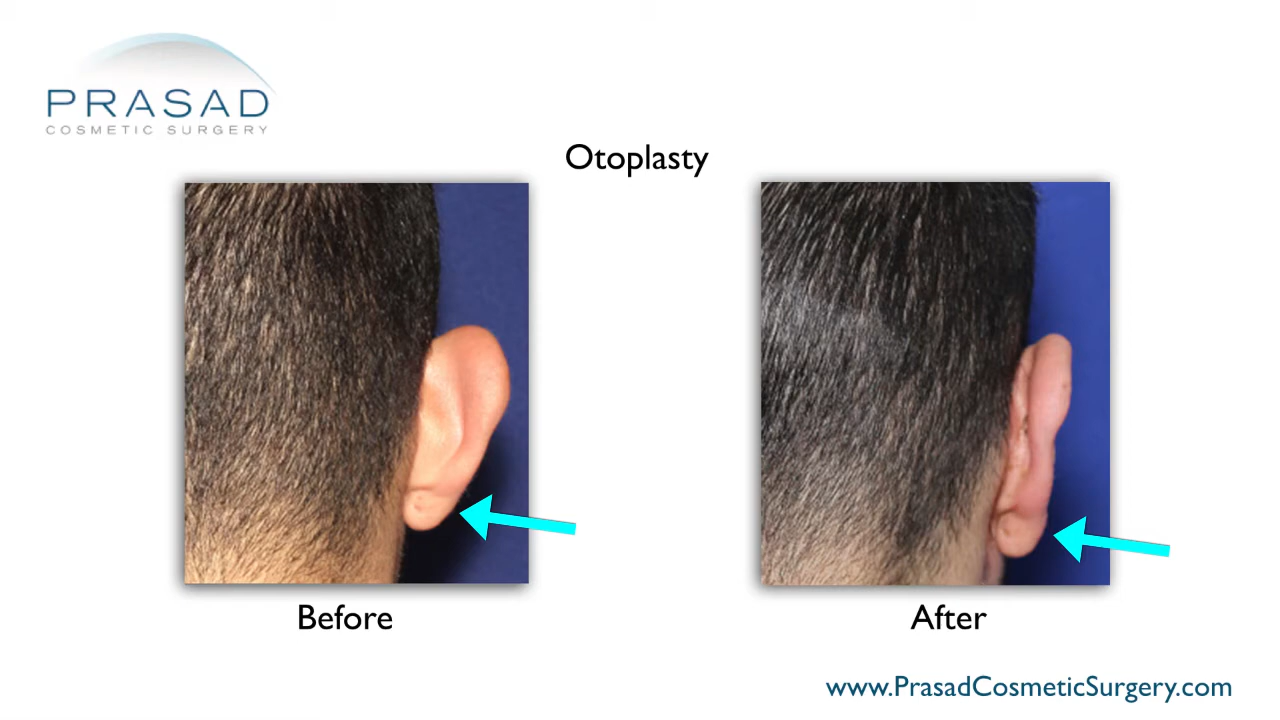 PRASAD
COSMETIC SURGERY
Otoplasty
Before
After
www.PrasadCosmeticSurgery.com